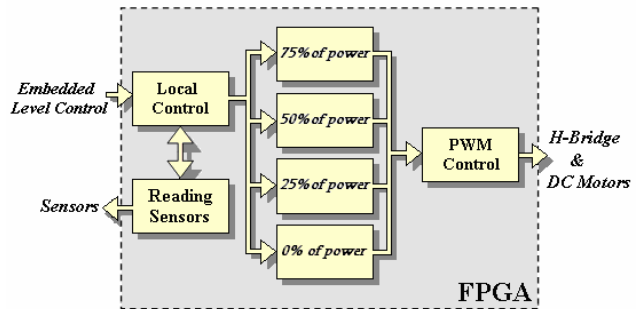 Embedded
Level Control
Local
Control
Reading
Sensors
Sensors
75% of power
50% of power
25% of power
0% of power
PWM
Control
H-Bridge
&
DC Motors
FPGA